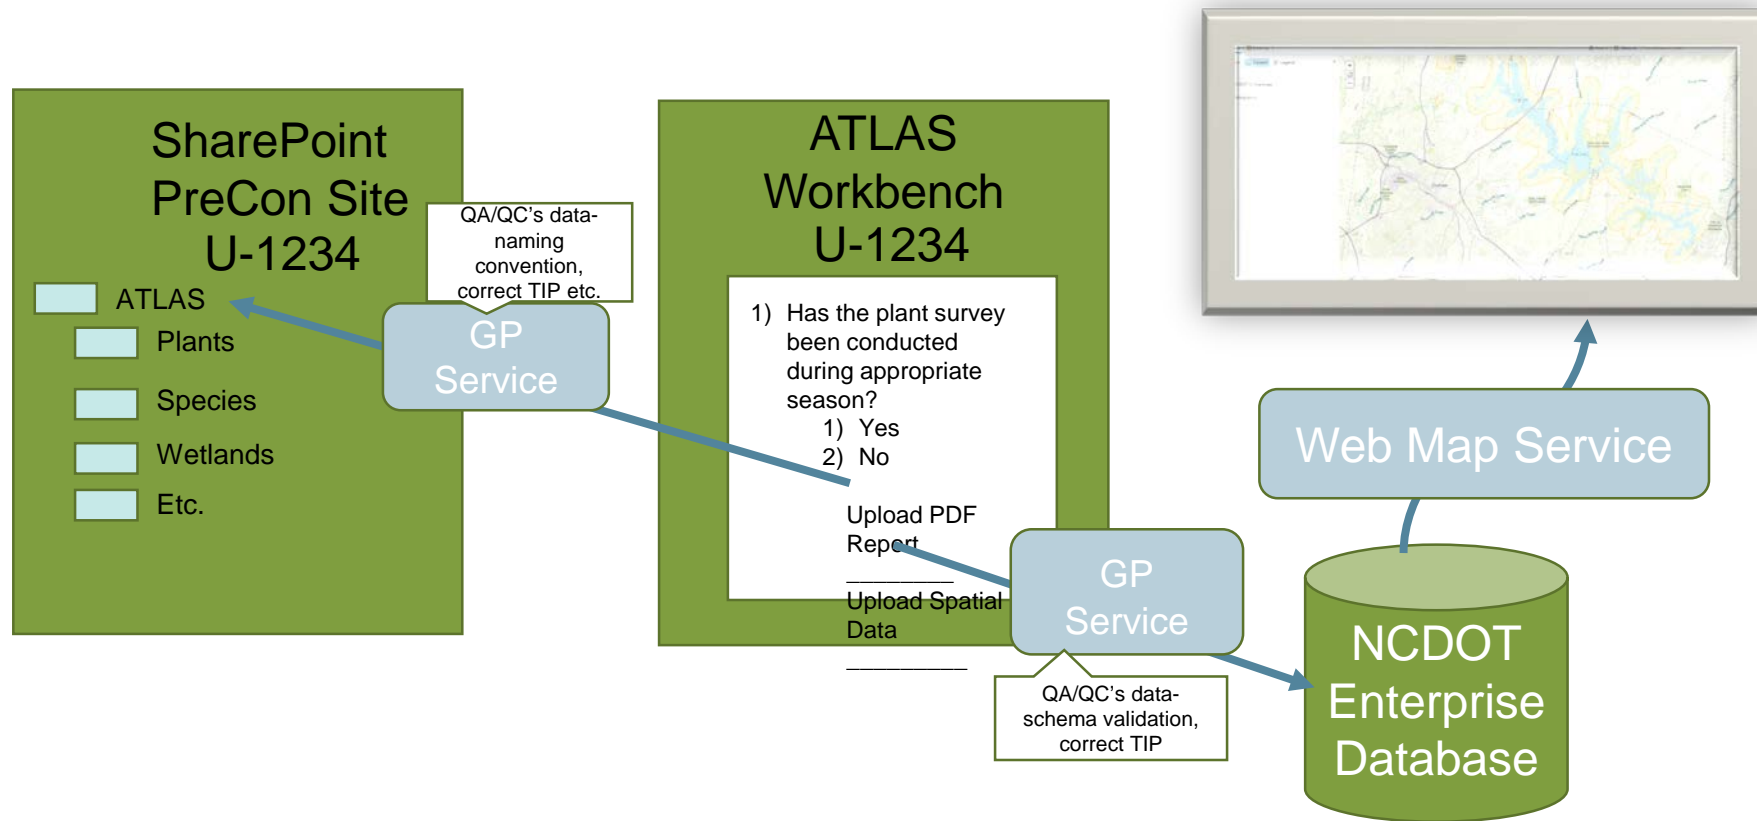 SharePoint
PreCon Site
U-1234
ATLAS
Plants
Species
Wetlands
Etc.
QA/QC’s data-
naming
convention,
correct TIP etc.
GP
Service
ATLAS
Workbench
U-1234
1) Has the plant survey
been conducted
during appropriate
season?
1) Yes
2) No
Upload PDF
Report
________
Upload Spatial
Data
_________
GP
Service
QA/QC’s data-
schema validation,
correct TIP
Web Map Service
NCDOT
Enterprise
Database